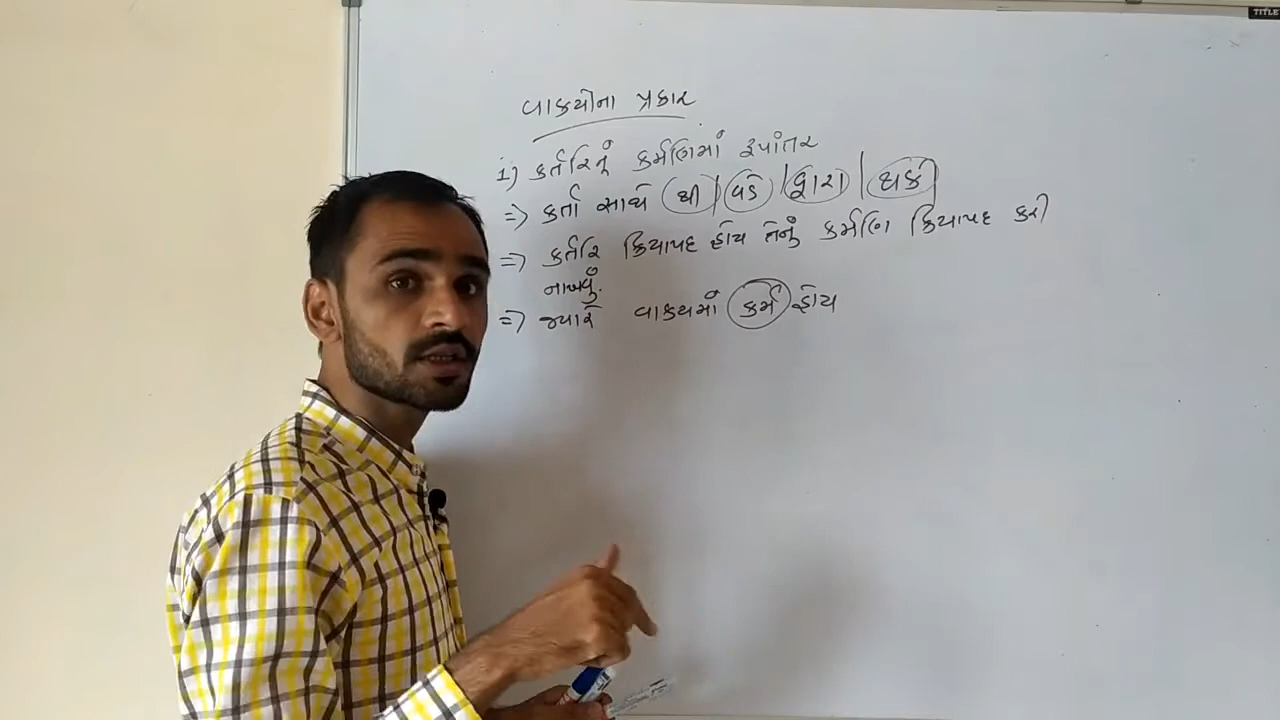 વાક્યોના પ્રકાર
1) કર્તરિનું કર્મણિમાં રૂપાંતર
=> કર્તા સાથે થી | વડે | દ્વારા | થકી
=> કર્તરિ ક્રિયાપદ હોય તેનું કર્મણિ ક્રિયાપદ કરી
નાખવું.
=> જ્યારે વાક્યમાં કર્મ હોય
TITLE